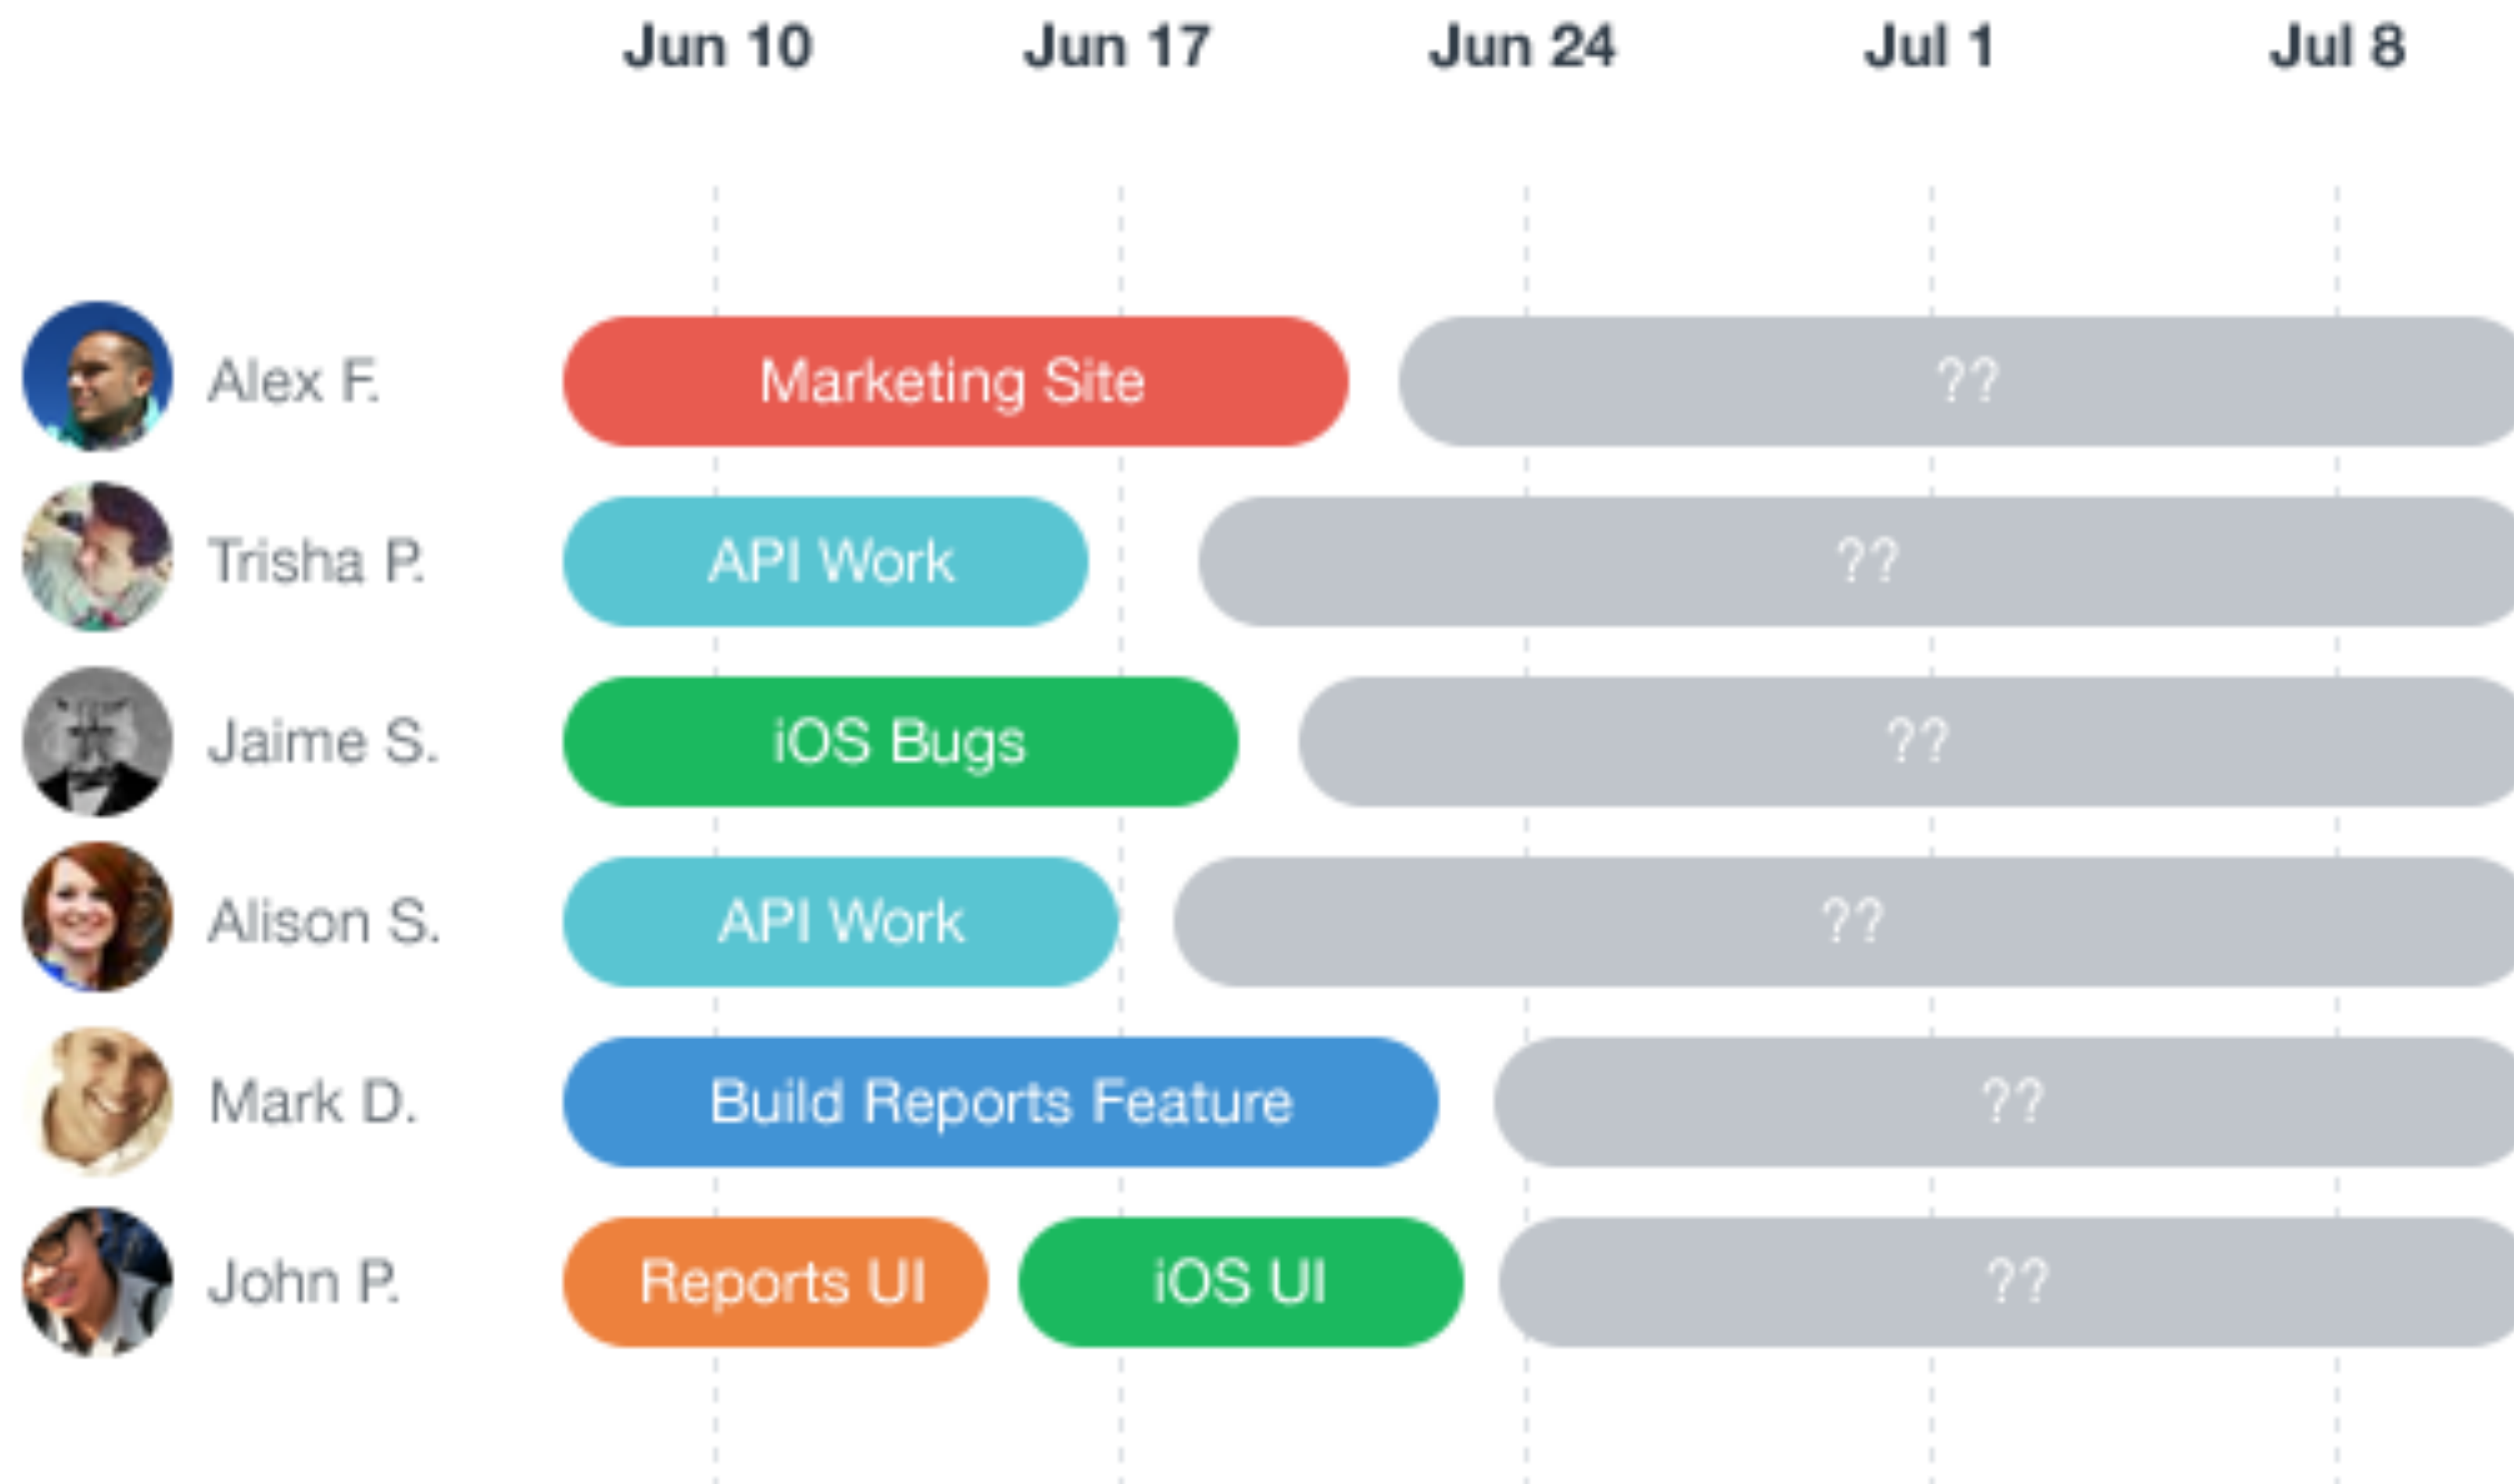 Jun 10 Jun 17 Jun 24 Jul 1 Jul 8
Alex F. Marketing Site ??
Trisha P. API Work ??
Jaime S. iOS Bugs ??
Alison S. API Work ??
Mark D. Build Reports Feature ??
John P. Reports UI iOS UI ??